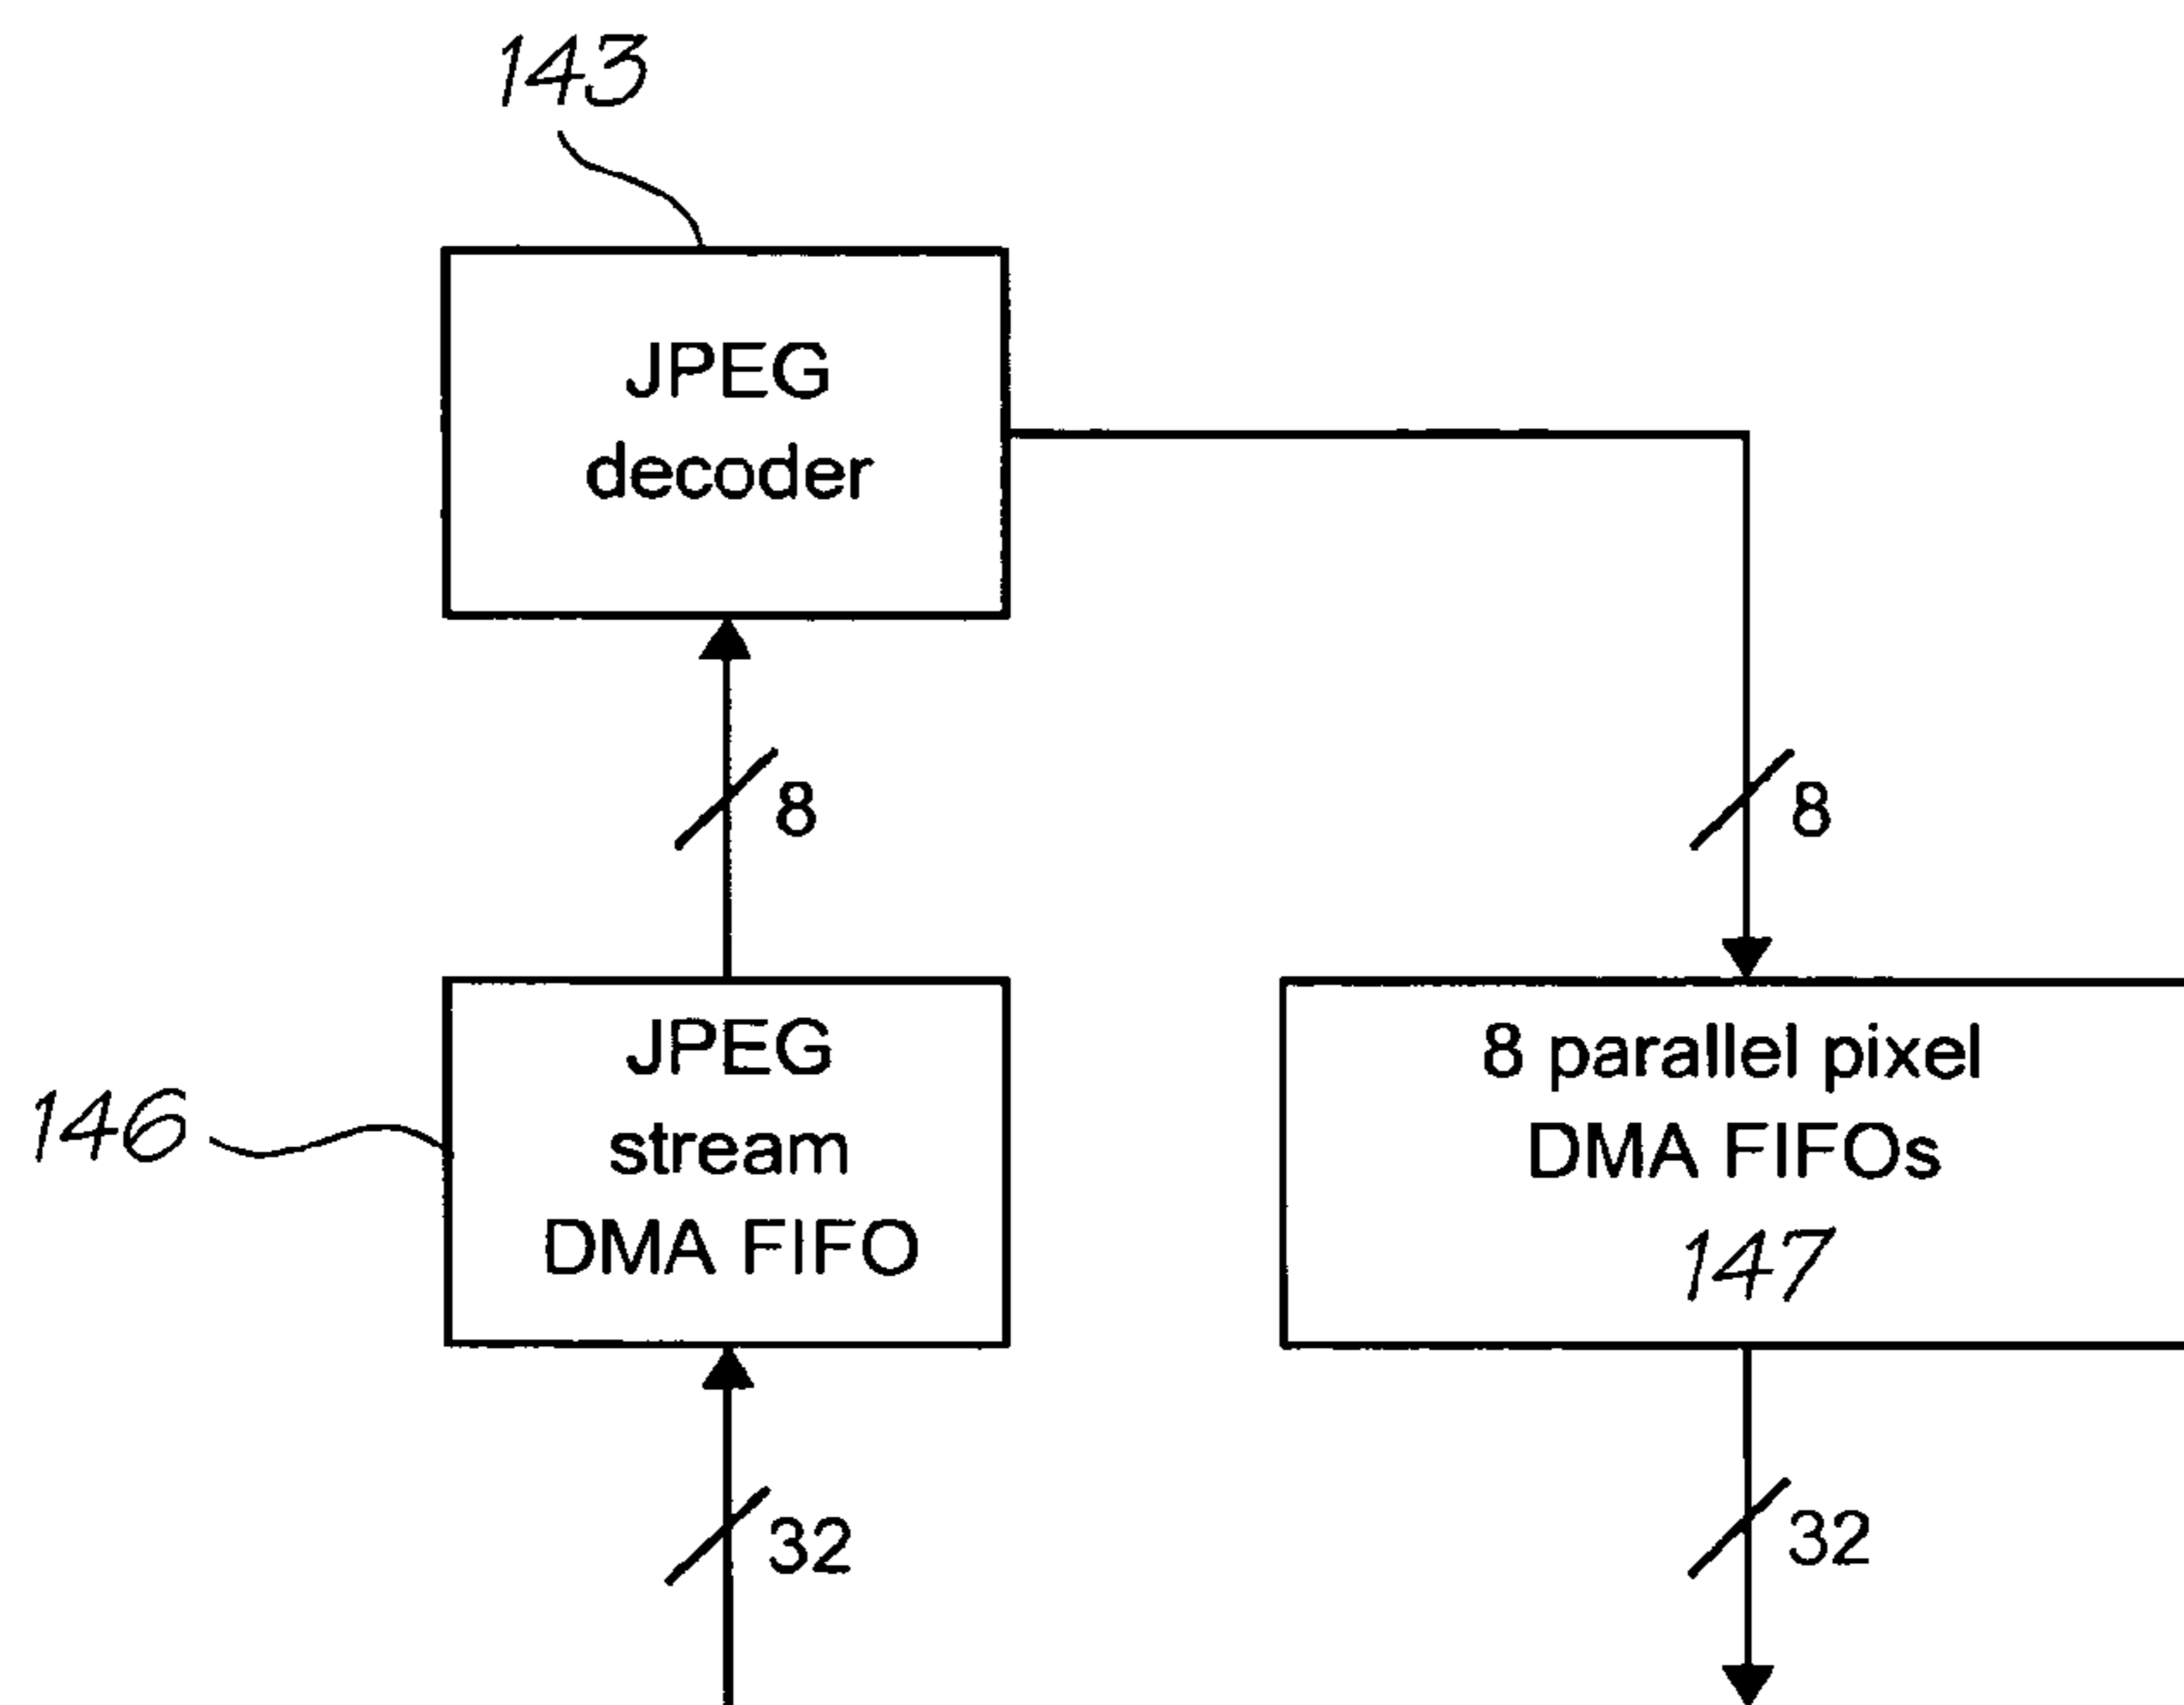 143
JPEG
decoder
8
8
JPEG
stream
DMA FIFO
146
8 parallel pixel
DMA FIFOs
147
32
32